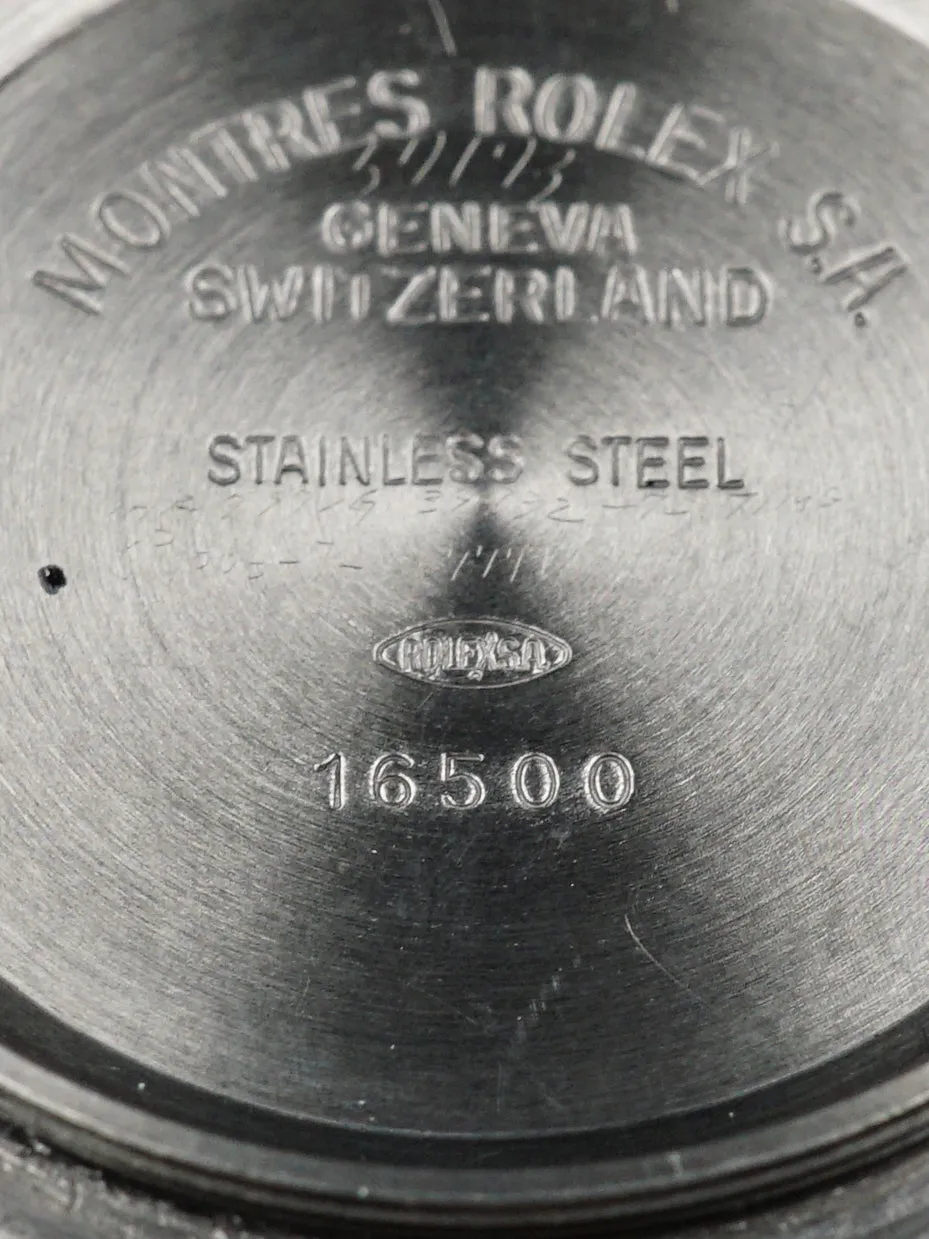 MONTRES ROLEX S.A.
GENEVA
SWITZERLAND
STAINLESS STEEL
ROLEX SA
16500